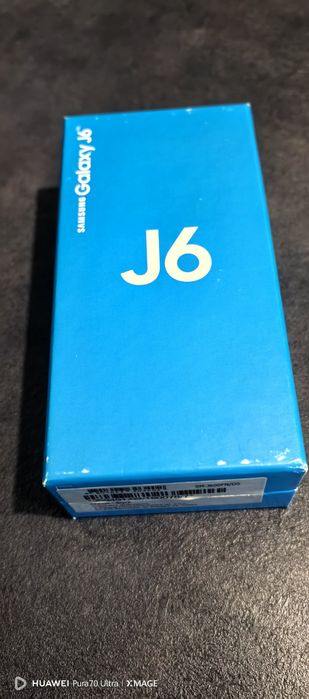 SAMSUNG Galaxy J6
J6
SM-J600FN/DS
HUAWEI Pura70 Ultra | XMAGE